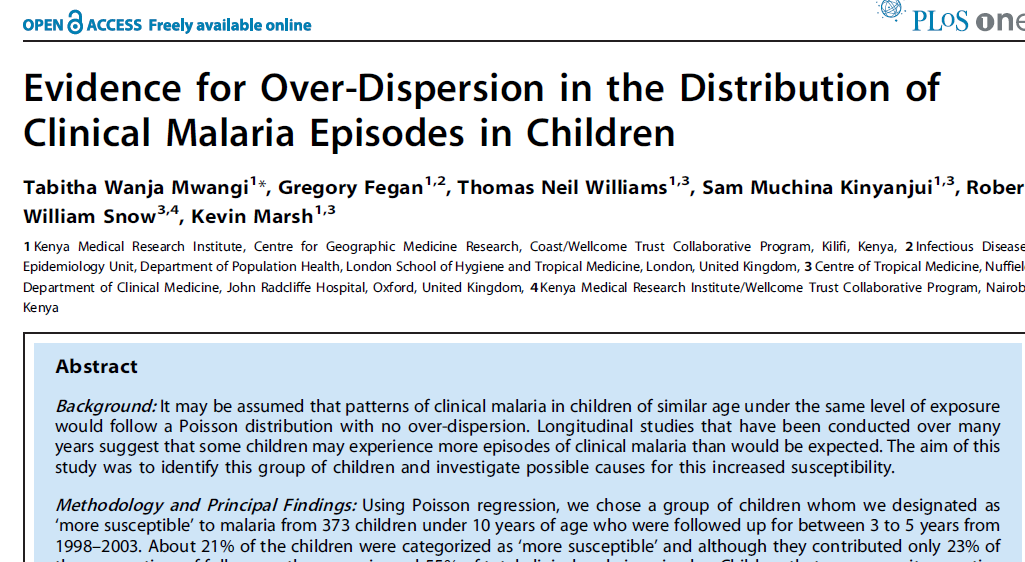 OPEN ACCESS Freely available online
PLoS one
Evidence for Over-Dispersion in the Distribution of
Clinical Malaria Episodes in Children
Tabitha Wanja Mwangi1*, Gregory Fegan1,2, Thomas Neil Williams1,3, Sam Muchina Kinyanjui1,3, Rober
William Snow3,4, Kevin Marsh1,3
1 Kenya Medical Research Institute, Centre for Geographic Medicine Research, Coast/Wellcome Trust Collaborative Program, Kilifi, Kenya, 2 Infectious Disease
Epidemiology Unit, Department of Population Health, London School of Hygiene and Tropical Medicine, London, United Kingdom, 3 Centre of Tropical Medicine, Nuffiel
Department of Clinical Medicine, John Radcliffe Hospital, Oxford, United Kingdom, 4 Kenya Medical Research Institute/Wellcome Trust Collaborative Program, Nairob
Kenya
Abstract
Background: It may be assumed that patterns of clinical malaria in children of similar age under the same level of exposure
would follow a Poisson distribution with no over-dispersion. Longitudinal studies that have been conducted over many
years suggest that some children may experience more episodes of clinical malaria than would be expected. The aim of this
study was to identify this group of children and investigate possible causes for this increased susceptibility.
Methodology and Principal Findings: Using Poisson regression, we chose a group of children whom we designated as
'more susceptible' to malaria from 373 children under 10 years of age who were followed up for between 3 to 5 years from
1998–2003. About 21% of the children were categorized as 'more susceptible' and although they contributed only 23% of